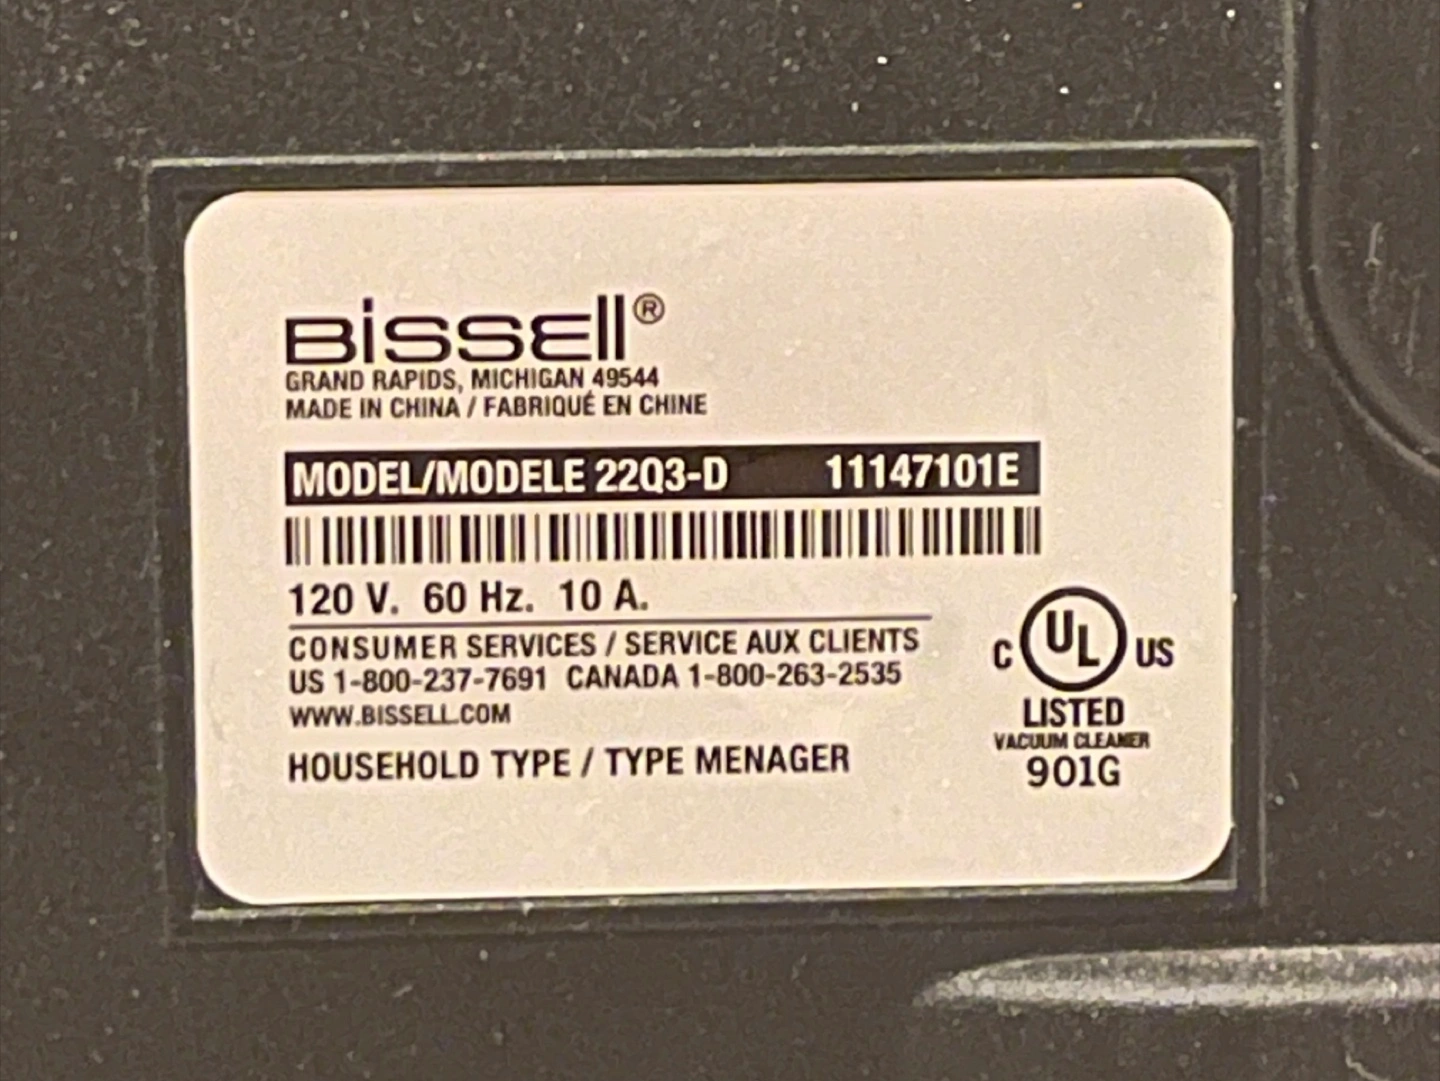 BiSSELL®
GRAND RAPIDS, MICHIGAN 49544
MADE IN CHINA / FABRIQUÉ EN CHINE
MODEL/MODELE 22Q3-D 11147101E
120 V. 60 Hz. 10 A.
CONSUMER SERVICES / SERVICE AUX CLIENTS
US 1-800-237-7691 CANADA 1-800-263-2535
WWW.BISSELL.COM
HOUSEHOLD TYPE / TYPE MENAGER
C UL US
LISTED
VACUUM CLEANER
901G